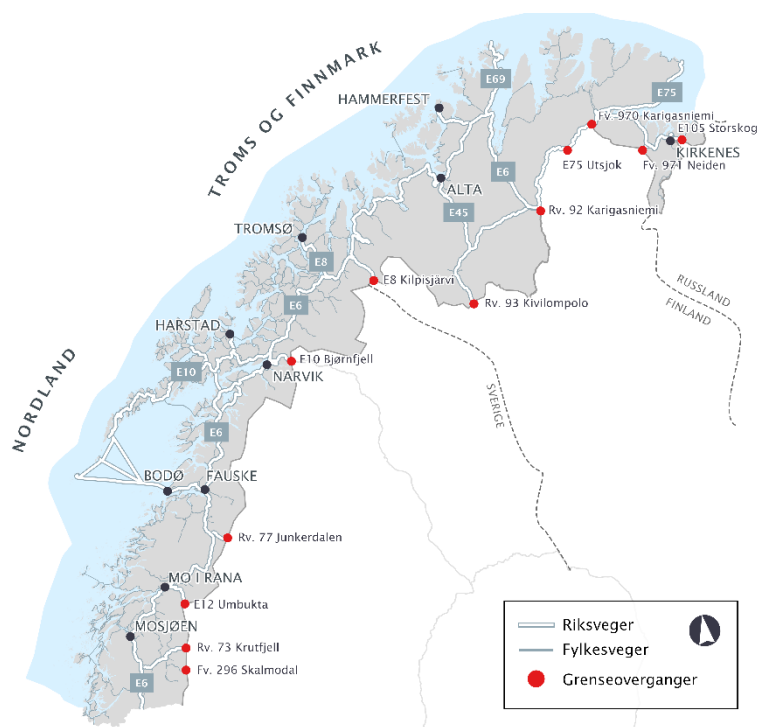 TROMS OG FINNMARK
NORDLAND
E69
HAMMERFEST
E75
Fv. 970 Karigasniemi
E105 Storskog
KIRKENES
E75 Utsjok
Fv. 971 Neiden
E6
ALTA
E45
Rv. 92 Karigasniemi
TROMSØ
E8
E8 Kilpisjärvi
Rv. 93 Kivilompolo
RUSSLAND
FINLAND
E6
HARSTAD
E10
E10 Bjørnfjell
NARVIK
SVERIGE
E6
BODØ
FAUSKE
Rv. 77 Junkerdalen
MO I RANA
E12 Umbukta
MOSJØEN
Rv. 73 Krutfjell
Fv. 296 Skalmodal
E6
Riksveger
Fylkesveger
Grenseoverganger